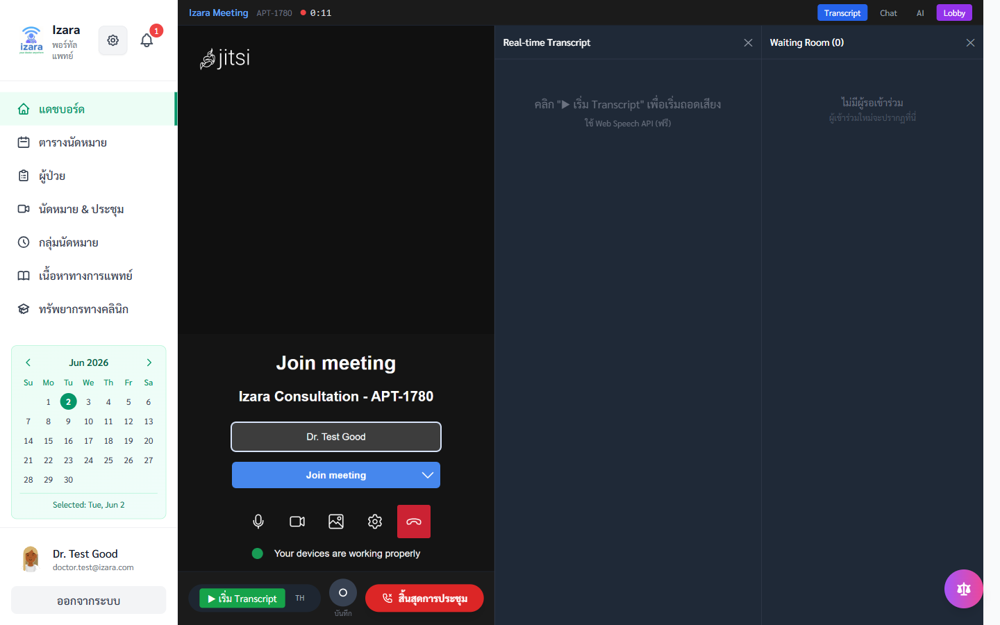 Izara
พอร์ทัล
แพทย์
izara
1
แดชบอร์ด
ตารางนัดหมาย
ผู้ป่วย
นัดหมาย & ประชุม
กลุ่มนัดหมาย
เนื้อหาทางการแพทย์
ทรัพยากรทางคลินิก
Jun 2026
Su Mo Tu We Th Fr Sa
1 2 3 4 5 6
7 8 9 10 11 12 13
14 15 16 17 18 19 20
21 22 23 24 25 26 27
28 29 30
Selected: Tue, Jun 2
Dr. Test Good
doctor.test@izara.com
ออกจากระบบ
Izara Meeting APT-1780 0:11
Transcript Chat AI Lobby
jitsi
Join meeting
Izara Consultation - APT-1780
Dr. Test Good
Join meeting
Your devices are working properly
▶ เริ่ม Transcript TH
บันทึก
สิ้นสุดการประชุม
Real-time Transcript
คลิก "▶ เริ่ม Transcript" เพื่อเริ่มถอดเสียง
ใช้ Web Speech API (ฟรี)
Waiting Room (0)
ไม่มีผู้รอเข้าร่วม
ผู้เข้าร่วมใหม่จะปรากฏที่นี่